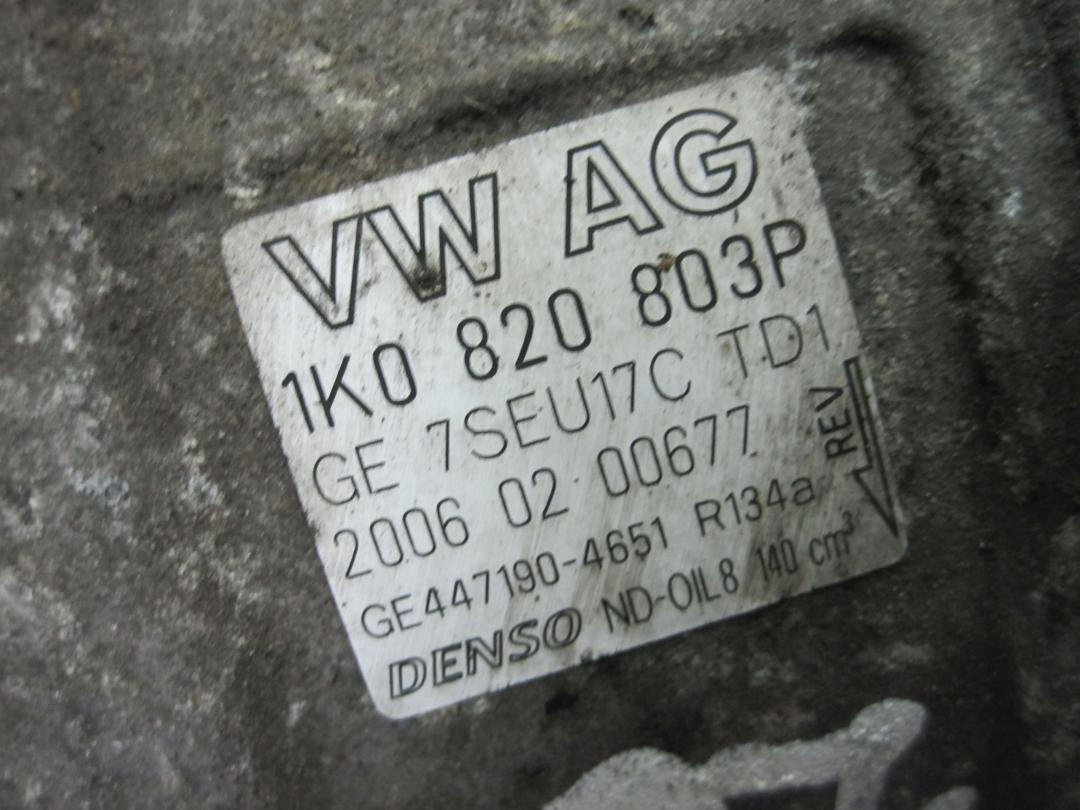 VW AG
1K0 820 803P
GE 7SEU17C TD1
2006 02 00677
REV
GE447190-4651 R134a
DENSO ND-OIL8 140 cm³